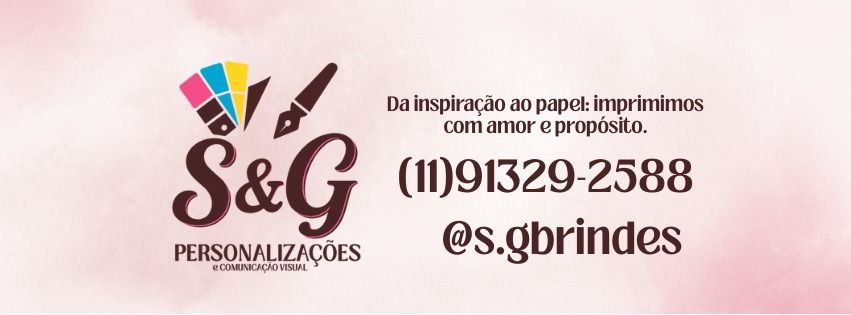 S&G
PERSONALIZAÇÕES
e COMUNICAÇÃO VISUAL
Da inspiração ao papel: imprimimos
com amor e propósito.
(11)91329-2588
@s.gbrindes